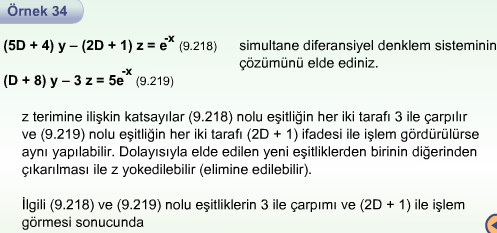 Örnek 34
(5D + 4) y – (2D + 1) z = e^-x (9.218) simultane diferansiyel denklem sisteminin
çözümünü elde ediniz.
(D + 8) y – 3 z = 5e^-x (9.219)
z terimine ilişkin katsayılar (9.218) nolu eşitliğin her iki tarafı 3 ile çarpılır
ve (9.219) nolu eşitliğin her iki tarafı (2D + 1) ifadesi ile işlem gördürülürse
aynı yapılabilir. Dolayısıyla elde edilen yeni eşitliklerden birinin diğerinden
çıkarılması ile z yokedilebilir (elimine edilebilir).
İlgili (9.218) ve (9.219) nolu eşitliklerin 3 ile çarpımı ve (2D + 1) ile işlem
görmesi sonucunda